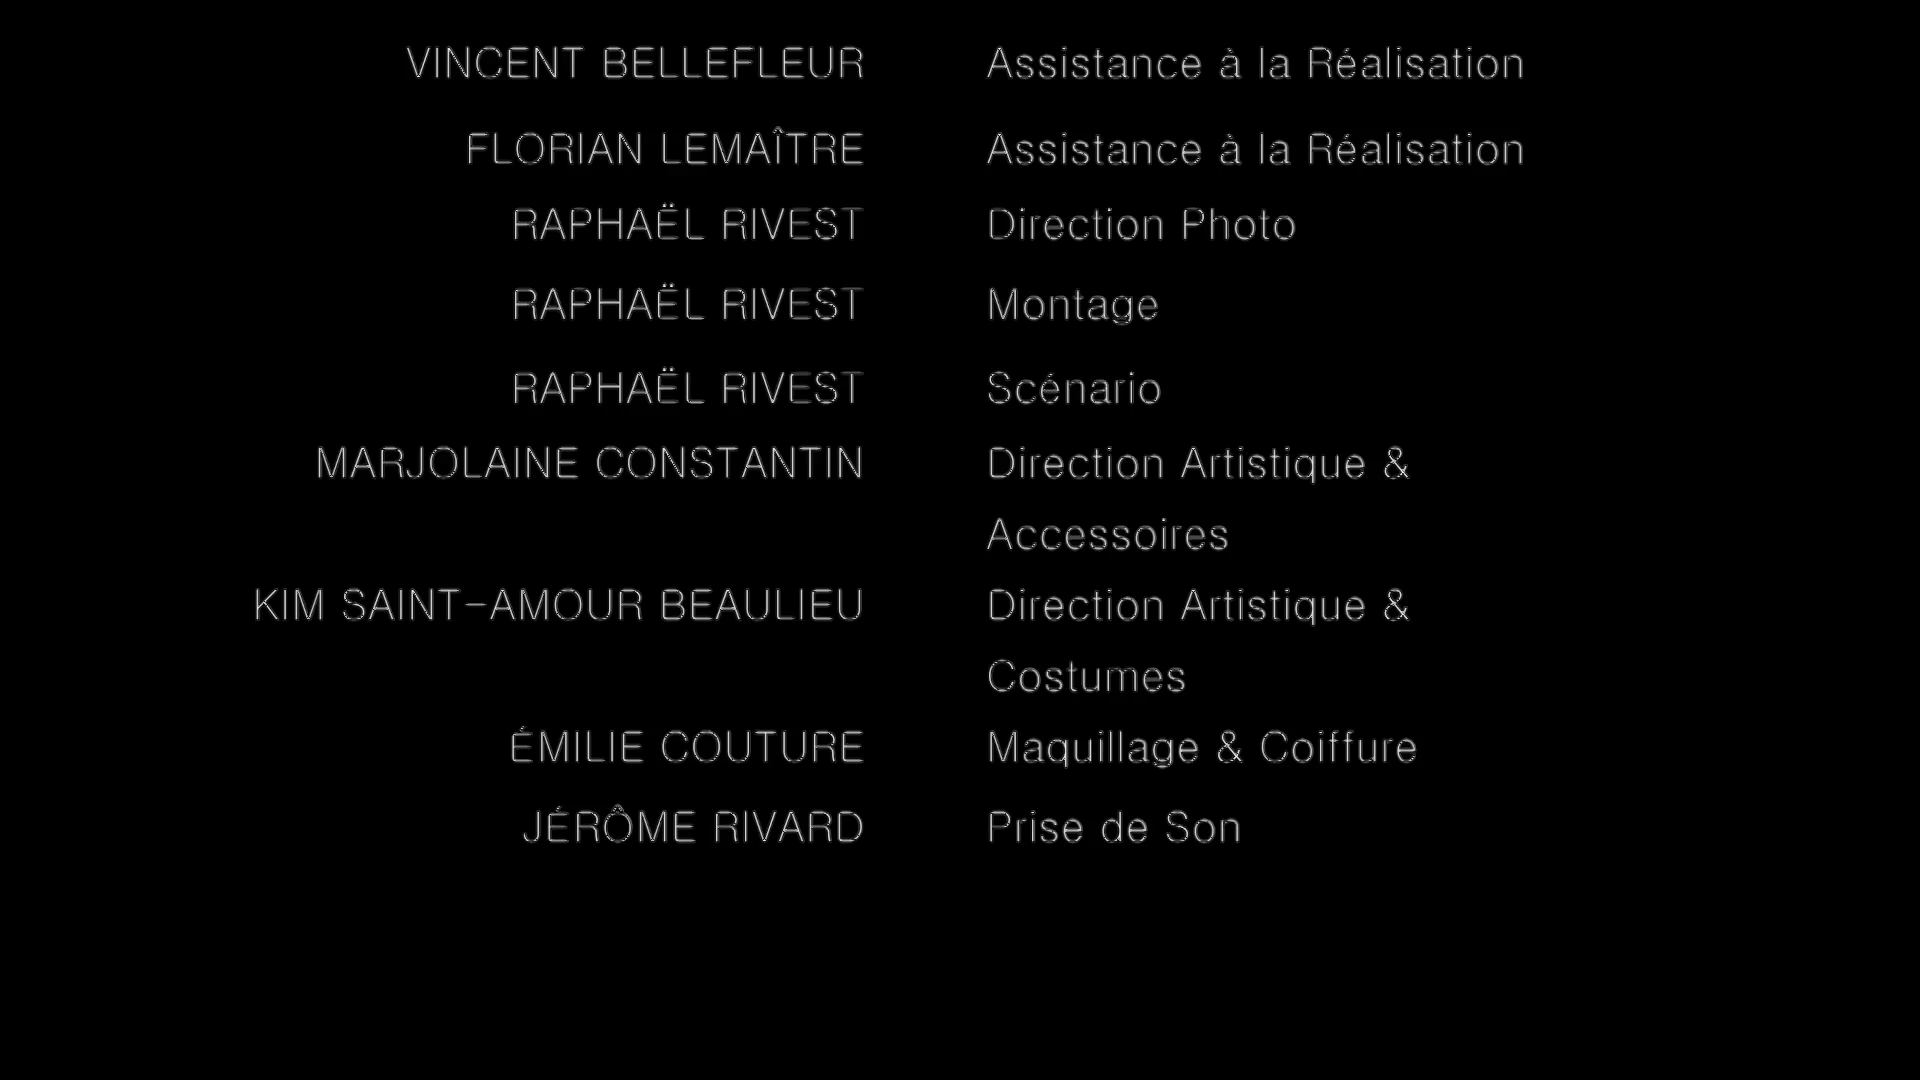 VINCENT BELLEFLEUR Assistance à la Réalisation
FLORIAN LEMAÎTRE Assistance à la Réalisation
RAPHAËL RIVEST Direction Photo
RAPHAËL RIVEST Montage
RAPHAËL RIVEST Scénario
MARJOLAINE CONSTANTIN Direction Artistique &
Accessoires
KIM SAINT-AMOUR BEAULIEU Direction Artistique &
Costumes
ÉMILIE COUTURE Maquillage & Coiffure
JÉRÔME RIVARD Prise de Son